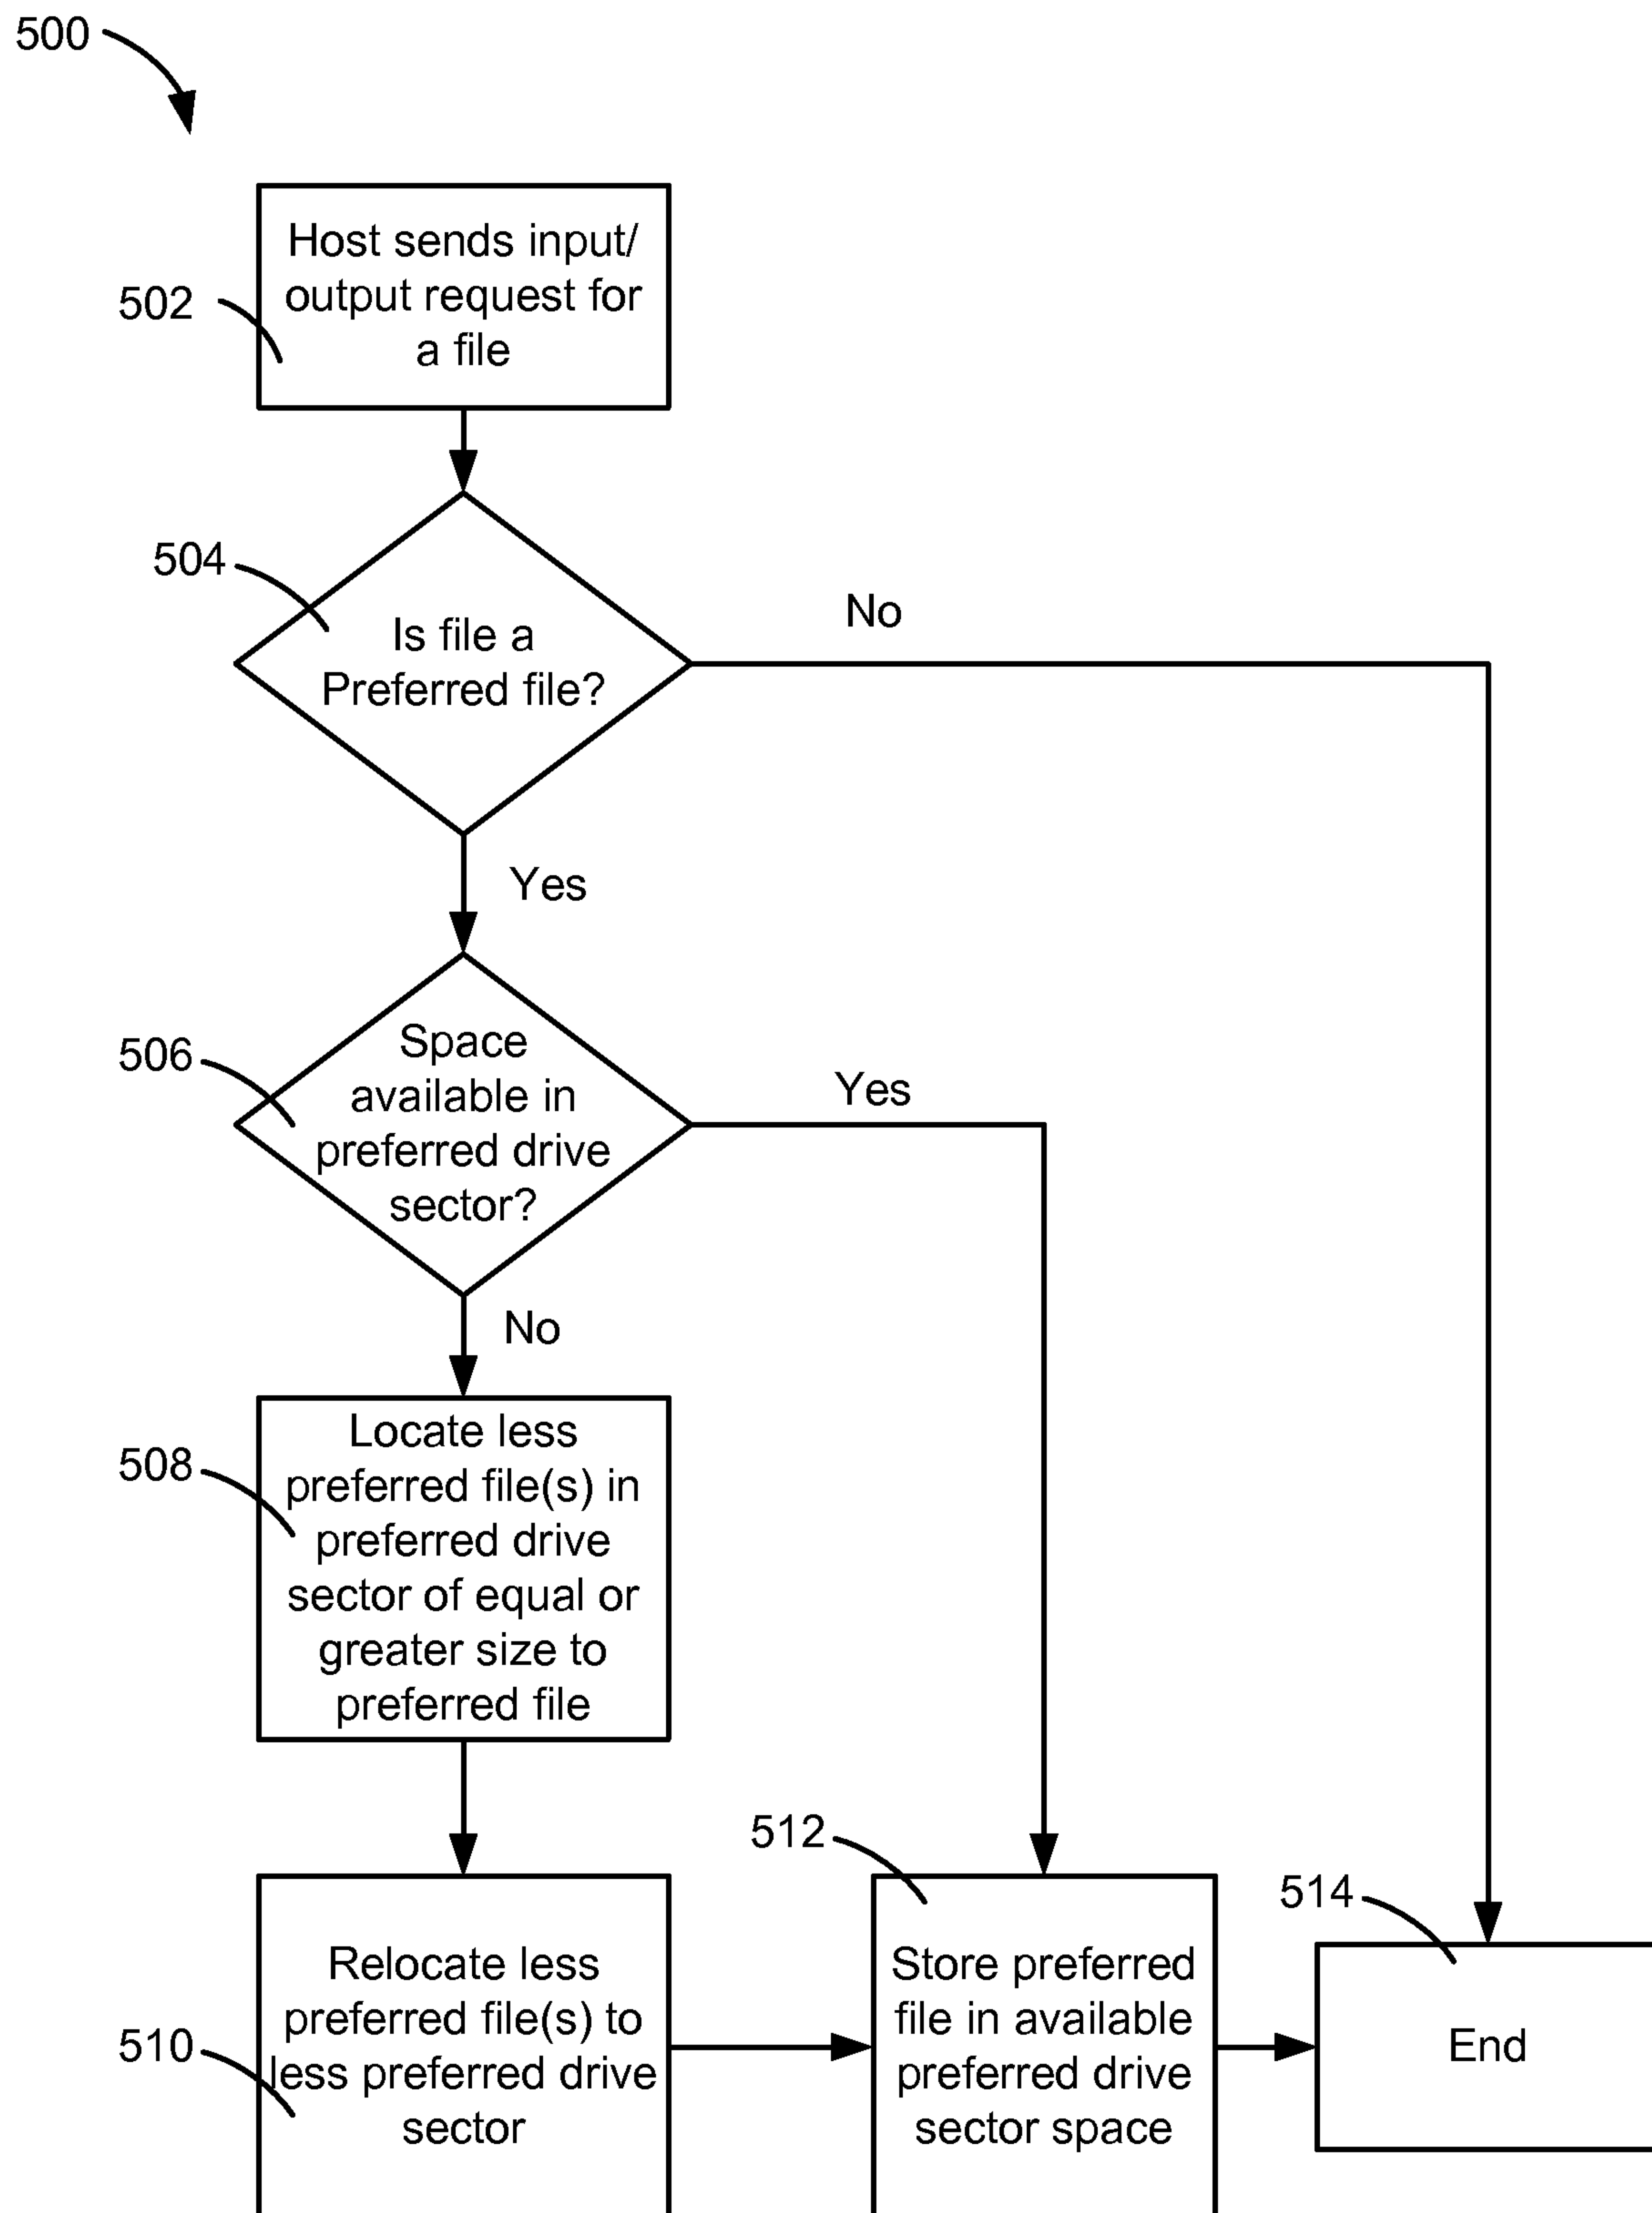 500
Host sends input/
output request for
a file
502
504
Is file a
Preferred file?
No
Yes
506
Space
available in
preferred drive
sector?
Yes
No
508
Locate less
preferred file(s) in
preferred drive
sector of equal or
greater size to
preferred file
510
Relocate less
preferred file(s) to
less preferred drive
sector
512
Store preferred
file in available
preferred drive
sector space
514
End